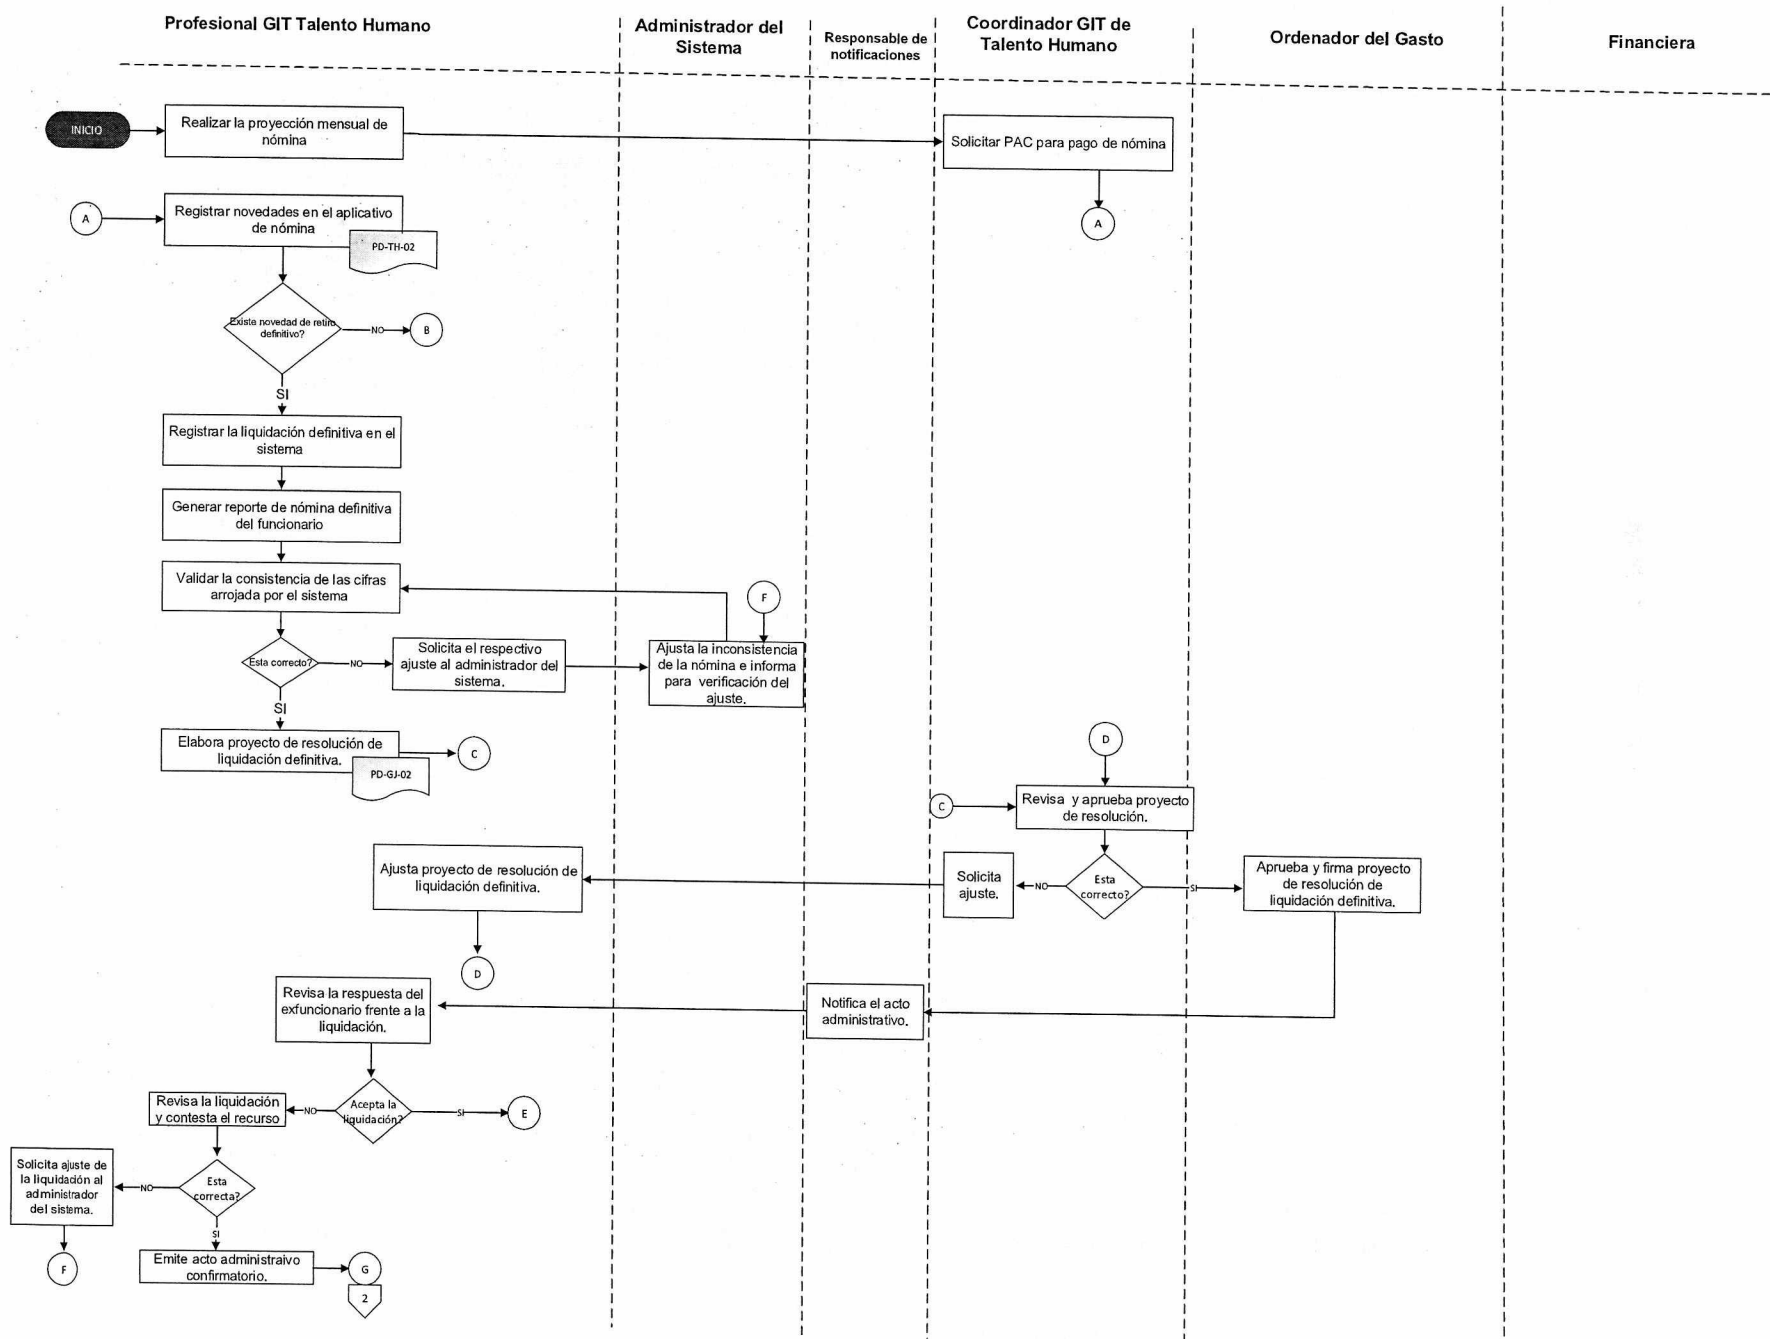 Profesional GIT Talento Humano
Administrador del
Sistema
Responsable de
notificaciones
Coordinador GIT de
Talento Humano
Ordenador del Gasto
Financiera
INICIO
Realizar la proyección mensual de
nómina
Solicitar PAC para pago de nómina
A
Registrar novedades en el aplicativo
de nómina
PD-TH-02
A
Existe novedad de retiro
definitivo?
NO
B
SI
Registrar la liquidación definitiva en el
sistema
Generar reporte de nómina definitiva
del funcionario
Validar la consistencia de las cifras
arrojada por el sistema
F
Esta correcto?
NO
Solicita el respectivo
ajuste al administrador del
sistema.
Ajusta la inconsistencia
de la nómina e informa
para verificación del
ajuste.
SI
Elabora proyecto de resolución de
liquidación definitiva.
PD-GJ-02
C
D
C
Revisa y aprueba proyecto
de resolución.
Ajusta proyecto de resolución de
liquidación definitiva.
Solicita
ajuste.
NO
Esta
correcto?
SI
Aprueba y firma proyecto
de resolución de
liquidación definitiva.
D
Revisa la respuesta del
exfuncionario frente a la
liquidación.
Notifica el acto
administrativo.
Revisa la liquidación
y contesta el recurso
NO
Acepta la
liquidación?
SI
E
Solicita ajuste de
la liquidación al
administrador
del sistema.
NO
Esta
correcta?
SI
F
Emite acto administraivo
confirmatorio.
G
2